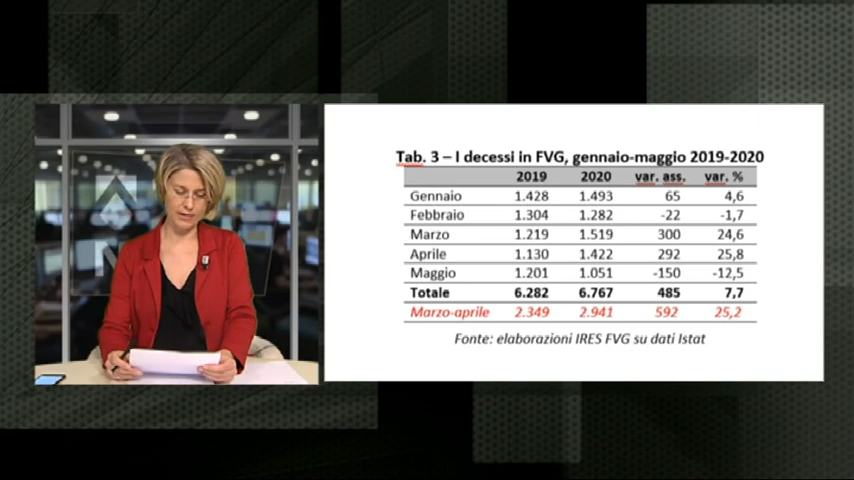 Tab. 3 – I decessi in FVG, gennaio-maggio 2019-2020
2019 2020 var. ass. var. %
Gennaio 1.428 1.493 65 4,6
Febbraio 1.304 1.282 -22 -1,7
Marzo 1.219 1.519 300 24,6
Aprile 1.130 1.422 292 25,8
Maggio 1.201 1.051 -150 -12,5
Totale 6.282 6.767 485 7,7
Marzo-aprile 2.349 2.941 592 25,2
Fonte: elaborazioni IRES FVG su dati Istat